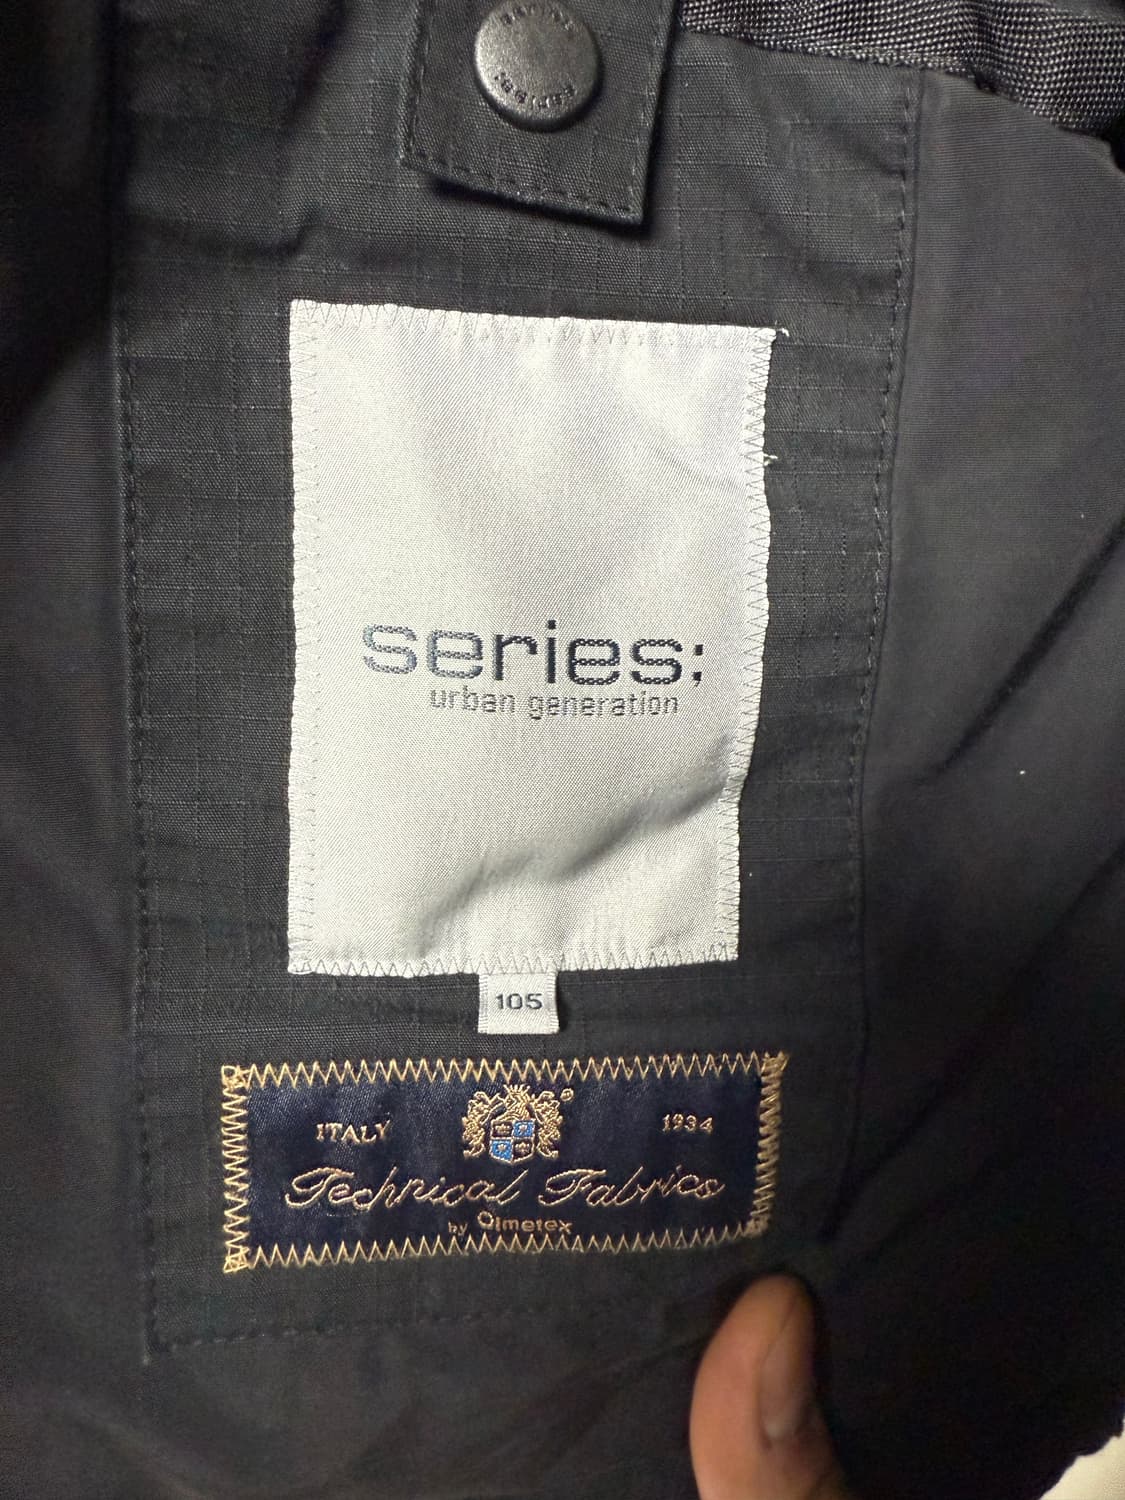 series;
urban generation
105
ITALY
1934
Technical Fabrics
by Olmetex